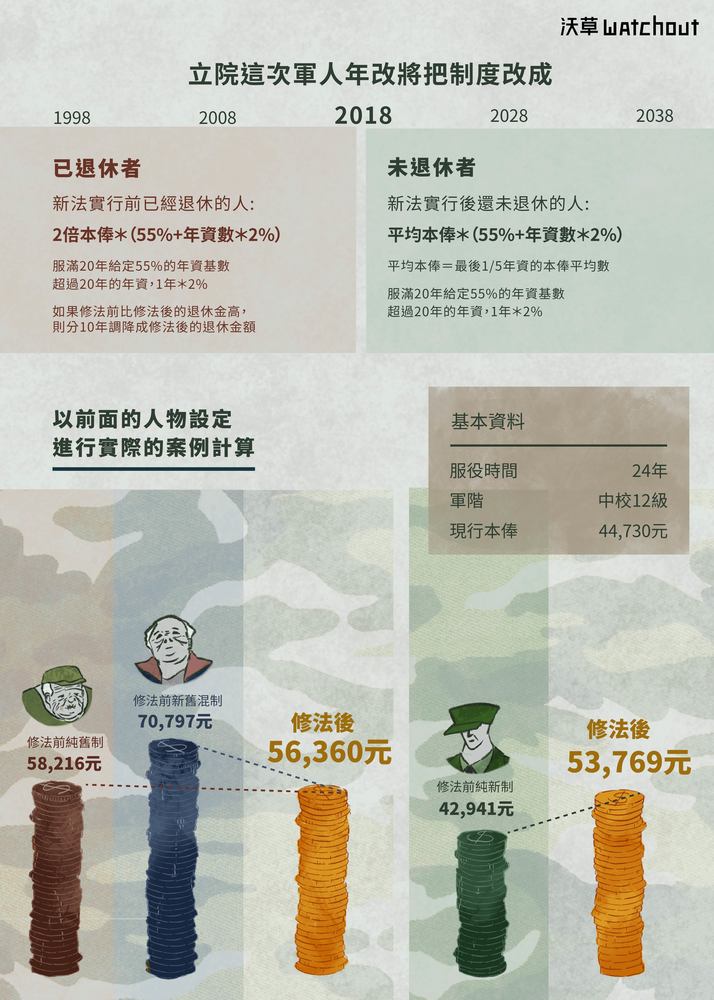 沃草 watchout
立院這次軍人年改將把制度改成
1998 2008 2018 2028 2038
已退休者
新法實行前已經退休的人:
2倍本俸＊(55%+年資數＊2%)
服滿20年給定55%的年資基數
超過20年的年資,1年＊2%
如果修法前比修法後的退休金高,
則分10年調降成修法後的退休金額
未退休者
新法實行後還未退休的人:
平均本俸＊(55%+年資數＊2%)
平均本俸＝最後1/5年資的本俸平均數
服滿20年給定55%的年資基數
超過20年的年資,1年＊2%
以前面的人物設定
進行實際的案例計算
基本資料
服役時間 24年
軍階 中校12級
現行本俸 44,730元
修法前純舊制
58,216元
修法前新舊混制
70,797元
修法後
56,360元
修法前純新制
42,941元
修法後
53,769元